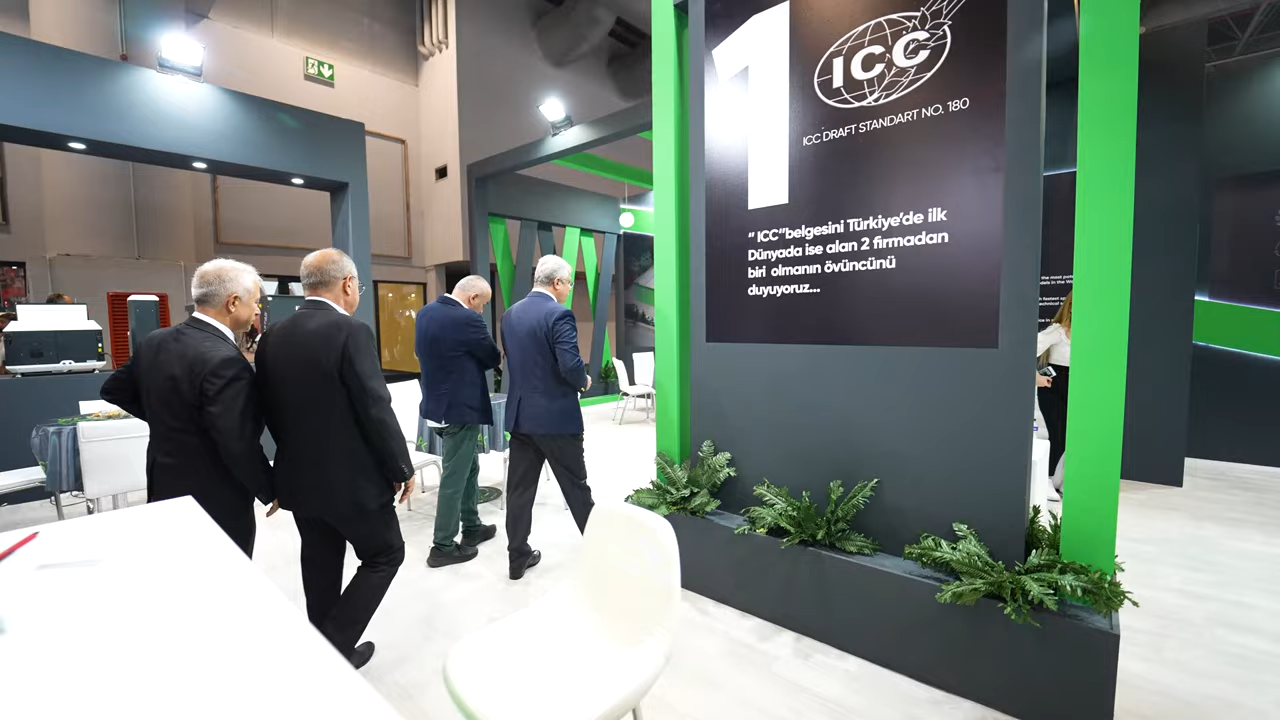 1
ICC
ICC DRAFT STANDART NO. 180
“ ICC“belgesini Türkiye’de ilk
Dünyada ise alan 2 firmadan
biri olmanın övüncünü
duyuyoruz...